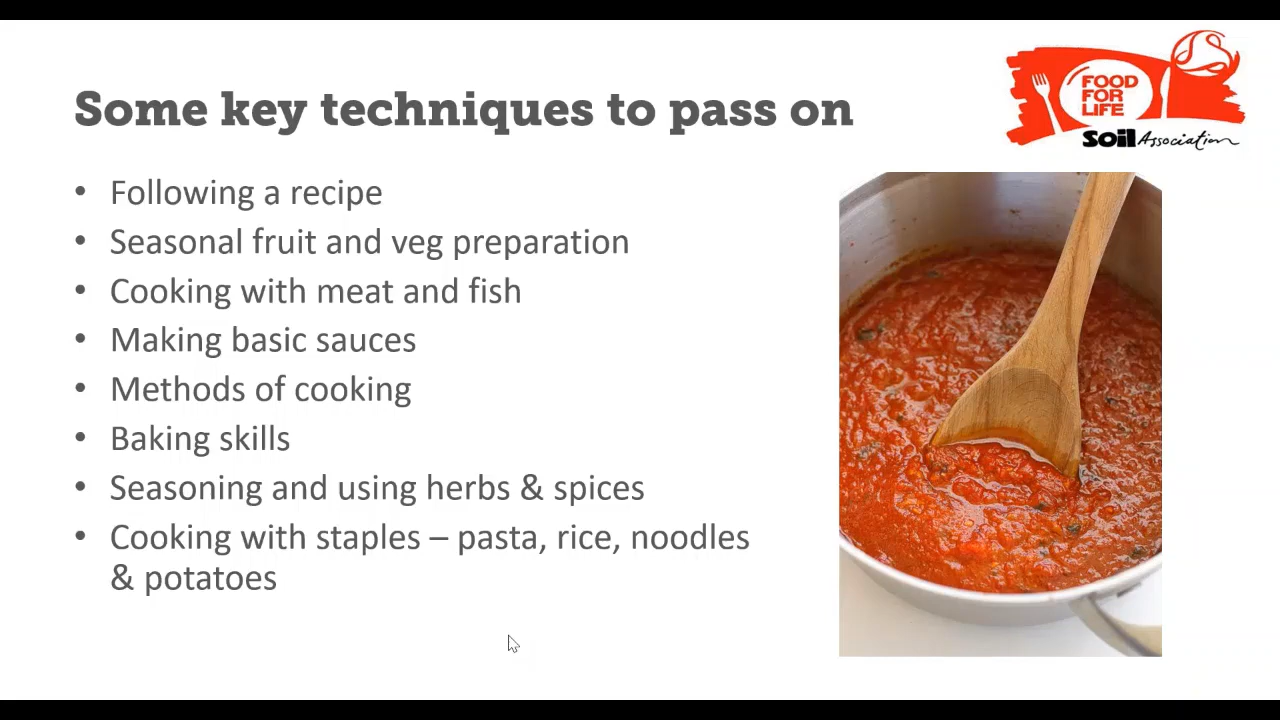 Some key techniques to pass on
FOOD
FOR
LIFE
Soil Association
• Following a recipe
• Seasonal fruit and veg preparation
• Cooking with meat and fish
• Making basic sauces
• Methods of cooking
• Baking skills
• Seasoning and using herbs & spices
• Cooking with staples – pasta, rice, noodles
& potatoes